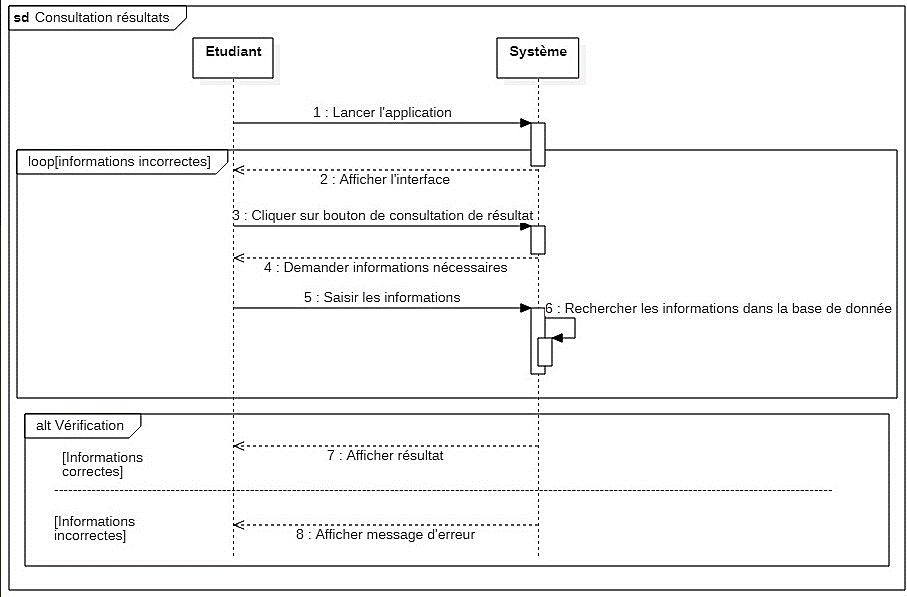 sd Consultation résultats
Etudiant
Système
1 : Lancer l'application
loop[informations incorrectes]
2 : Afficher l'interface
3 : Cliquer sur bouton de consultation de résultat
4 : Demander informations nécessaires
5 : Saisir les informations
6 : Rechercher les informations dans la base de donnée
alt Vérification
7 : Afficher résultat
[Informations
correctes]
[Informations
incorrectes]
8 : Afficher message d'erreur